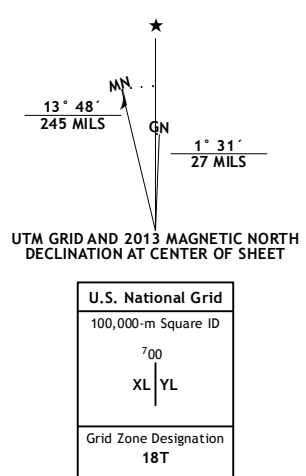 MN
13° 48´
245 MILS
GN
1° 31´
27 MILS
UTM GRID AND 2013 MAGNETIC NORTH
DECLINATION AT CENTER OF SHEET
U.S. National Grid
100,000-m Square ID
⁷00
XL YL
Grid Zone Designation
18T